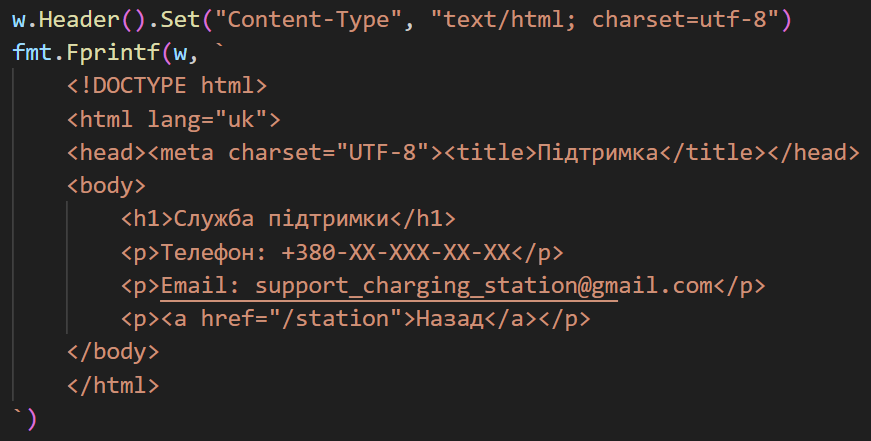 w.Header().Set("Content-Type", "text/html; charset=utf-8")
fmt.Fprintf(w, `
<!DOCTYPE html>
<html lang="uk">
<head><meta charset="UTF-8"><title>Підтримка</title></head>
<body>
<h1>Служба підтримки</h1>
<p>Телефон: +380-XX-XXX-XX-XX</p>
<p>Email: support_charging_station@gmail.com</p>
<p><a href="/station">Назад</a></p>
</body>
</html>
`)